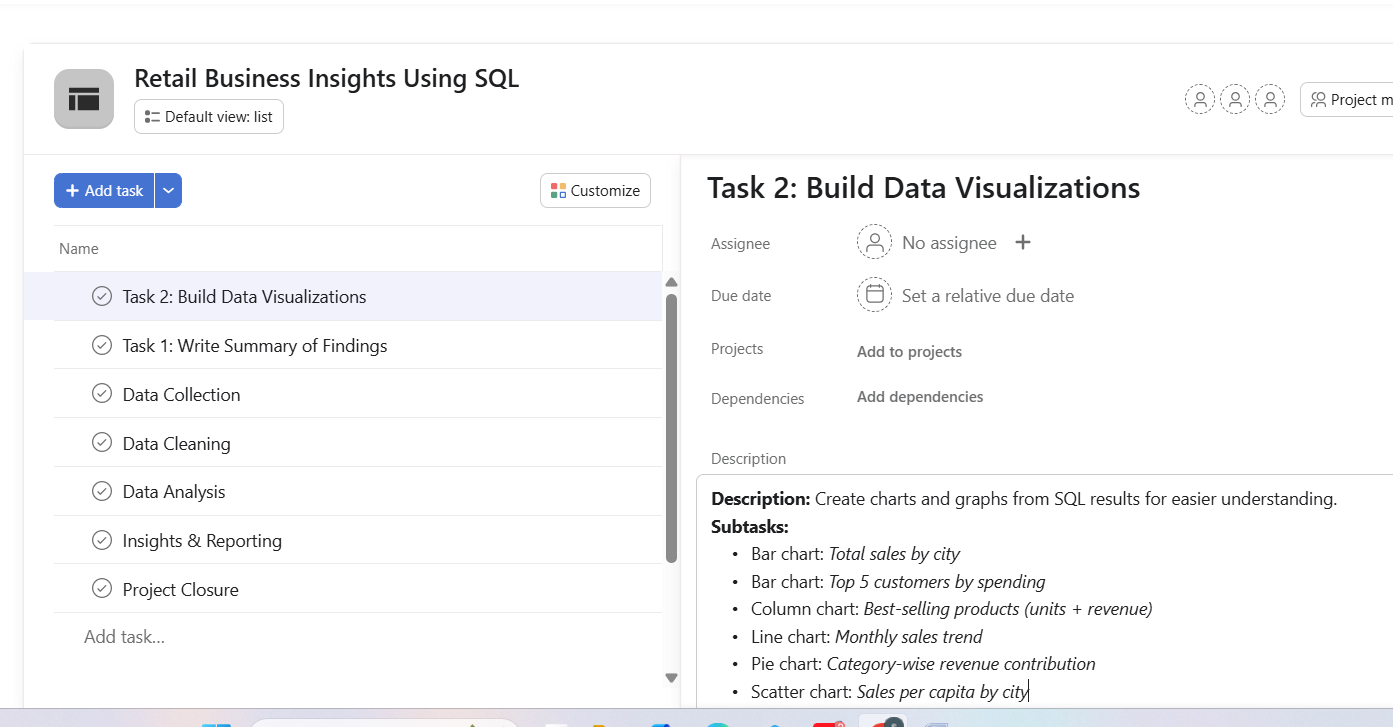 Retail Business Insights Using SQL
Default view: list
Project m
Add task
Customize
Name
Task 2: Build Data Visualizations
Task 1: Write Summary of Findings
Data Collection
Data Cleaning
Data Analysis
Insights & Reporting
Project Closure
Add task...
Task 2: Build Data Visualizations
Assignee
No assignee
Due date
Set a relative due date
Projects
Add to projects
Dependencies
Add dependencies
Description
Description: Create charts and graphs from SQL results for easier understanding.
Subtasks:
• Bar chart: Total sales by city
• Bar chart: Top 5 customers by spending
• Column chart: Best-selling products (units + revenue)
• Line chart: Monthly sales trend
• Pie chart: Category-wise revenue contribution
• Scatter chart: Sales per capita by city